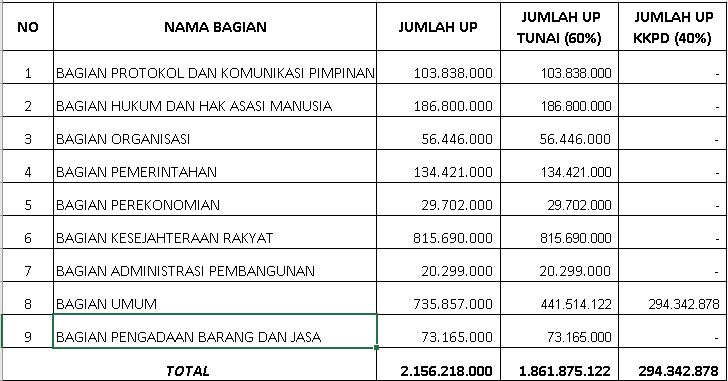 NO NAMA BAGIAN JUMLAH UP JUMLAH UP TUNAI (60%) JUMLAH UP KKPD (40%)
1 BAGIAN PROTOKOL DAN KOMUNIKASI PIMPINAN 103.838.000 103.838.000 -
2 BAGIAN HUKUM DAN HAK ASASI MANUSIA 186.800.000 186.800.000 -
3 BAGIAN ORGANISASI 56.446.000 56.446.000 -
4 BAGIAN PEMERINTAHAN 134.421.000 134.421.000 -
5 BAGIAN PEREKONOMIAN 29.702.000 29.702.000 -
6 BAGIAN KESEJAHTERAAN RAKYAT 815.690.000 815.690.000 -
7 BAGIAN ADMINISTRASI PEMBANGUNAN 20.299.000 20.299.000 -
8 BAGIAN UMUM 735.857.000 441.514.122 294.342.878
9 BAGIAN PENGADAAN BARANG DAN JASA 73.165.000 73.165.000 -
TOTAL 2.156.218.000 1.861.875.122 294.342.878